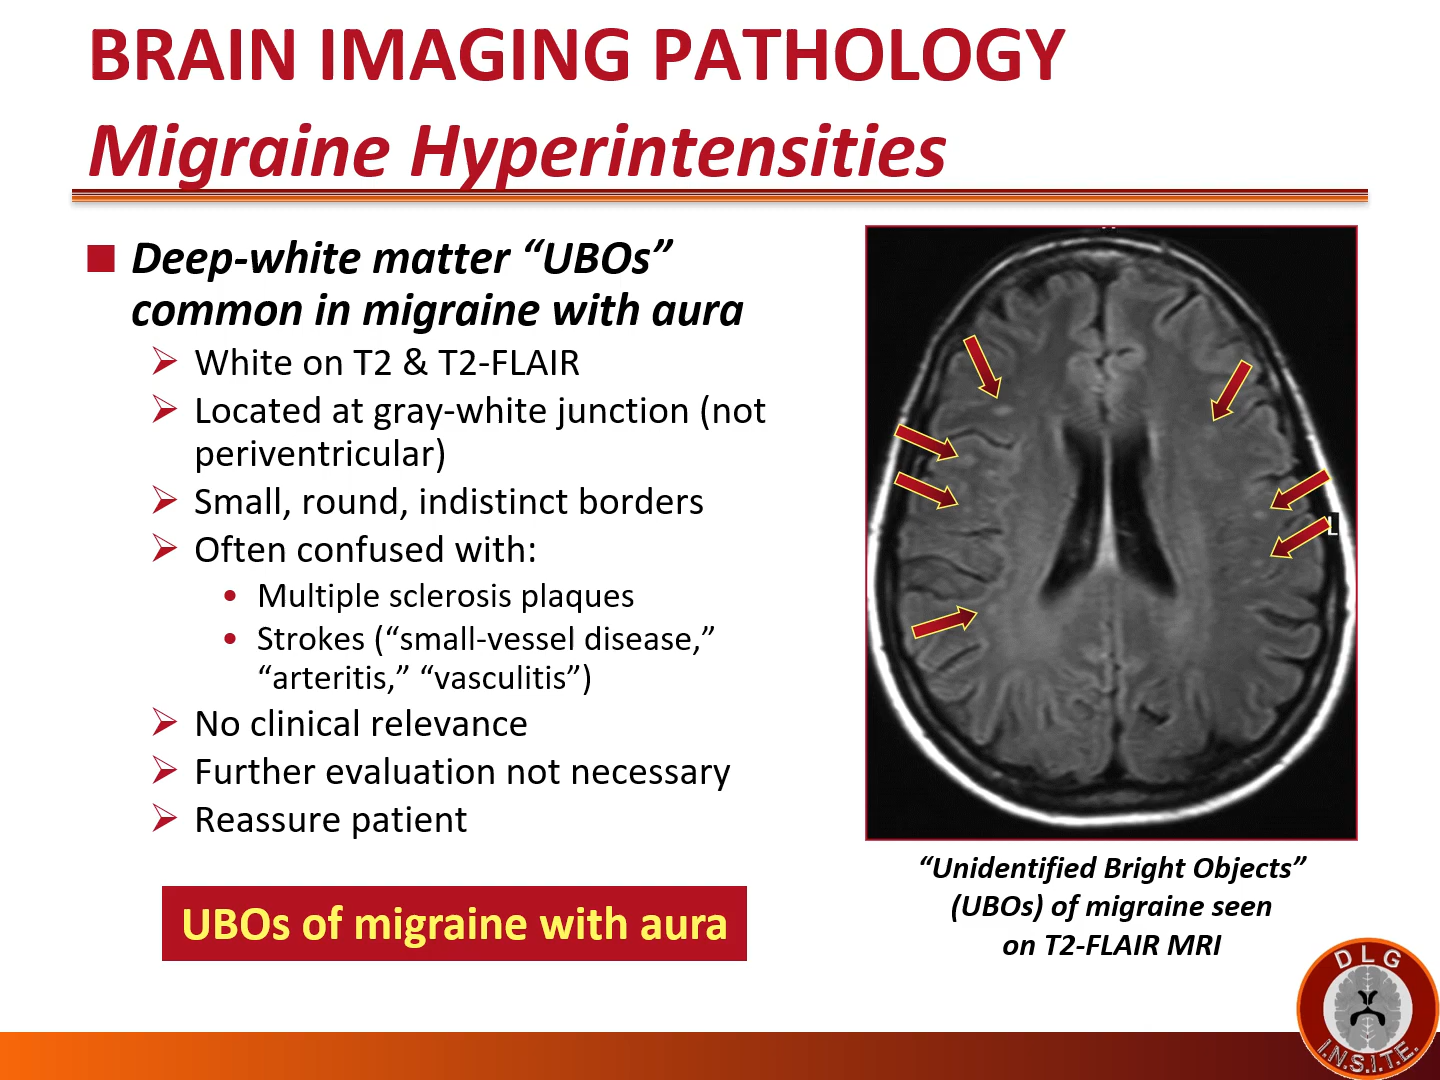 BRAIN IMAGING PATHOLOGY
Migraine Hyperintensities
Deep-white matter “UBOs”
common in migraine with aura
White on T2 & T2-FLAIR
Located at gray-white junction (not
periventricular)
Small, round, indistinct borders
Often confused with:
Multiple sclerosis plaques
Strokes (“small-vessel disease,”
“arteritis,” “vasculitis”)
No clinical relevance
Further evaluation not necessary
Reassure patient
UBOs of migraine with aura
L
“Unidentified Bright Objects”
(UBOs) of migraine seen
on T2-FLAIR MRI
DLG
I.N.S.I.T.E.